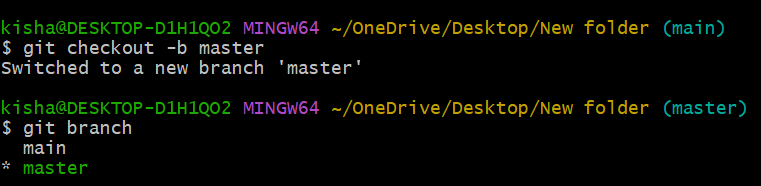 kisha@DESKTOP-D1H1QO2 MINGW64 ~/OneDrive/Desktop/New folder (main)
$ git checkout -b master
Switched to a new branch 'master'
kisha@DESKTOP-D1H1QO2 MINGW64 ~/OneDrive/Desktop/New folder (master)
$ git branch
  main
* master